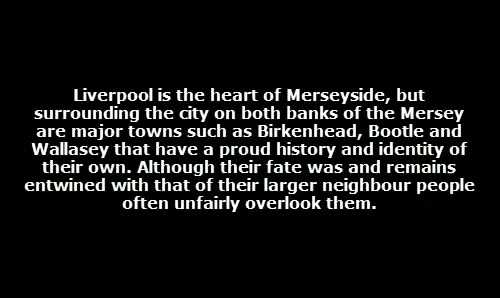 Liverpool is the heart of Merseyside, but
surrounding the city on both banks of the Mersey
are major towns such as Birkenhead, Bootle and
Wallasey that have a proud history and identity of
their own. Although their fate was and remains
entwined with that of their larger neighbour people
often unfairly overlook them.